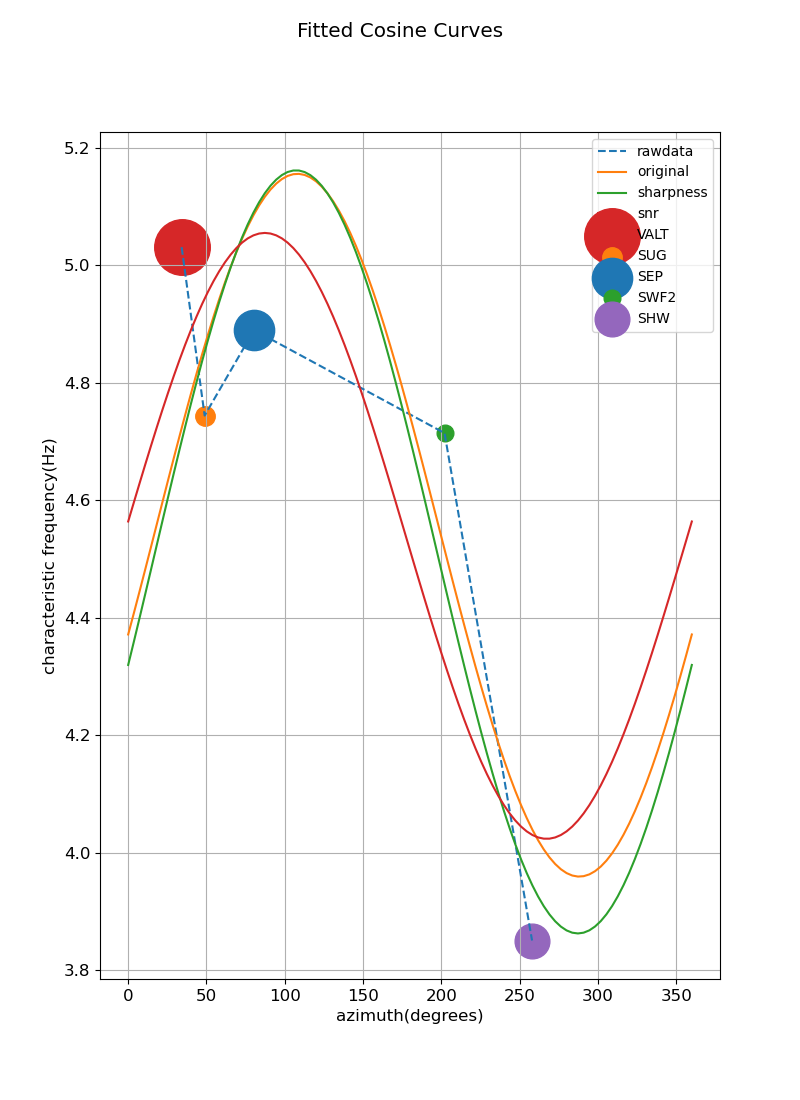 Fitted Cosine Curves
rawdata
original
sharpness
snr
VALT
SUG
SEP
SWF2
SHW
characteristic frequency(Hz)
5.2
5.0
4.8
4.6
4.4
4.2
4.0
3.8
0 50 100 150 200 250 300 350
azimuth(degrees)